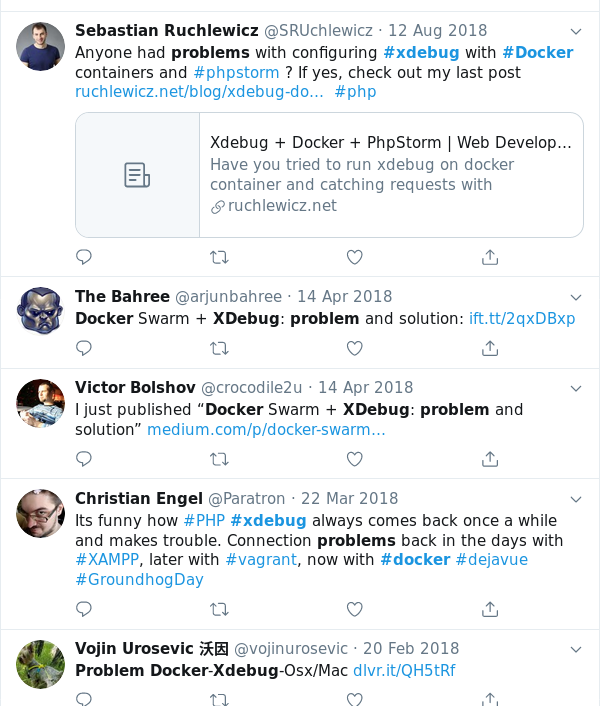 Sebastian Ruchlewicz @SRUchlewicz · 12 Aug 2018
Anyone had problems with configuring #xdebug with #Docker
containers and #phpstorm ? If yes, check out my last post
ruchlewicz.net/blog/xdebug-do… #php
Xdebug + Docker + PhpStorm | Web Develop...
Have you tried to run xdebug on docker
container and catching requests with
ruchlewicz.net
The Bahree @arjunbahree · 14 Apr 2018
Docker Swarm + XDebug: problem and solution: ift.tt/2qxDBxp
Victor Bolshov @crocodile2u · 14 Apr 2018
I just published “Docker Swarm + XDebug: problem and
solution” medium.com/p/docker-swarm…
Christian Engel @Paratron · 22 Mar 2018
Its funny how #PHP #xdebug always comes back once a while
and makes trouble. Connection problems back in the days with
#XAMPP, later with #vagrant, now with #docker #dejavue
#GroundhogDay
Vojin Urosevic 沃因 @vojinurosevic · 20 Feb 2018
Problem Docker-Xdebug-Osx/Mac dlvr.it/QH5tRf